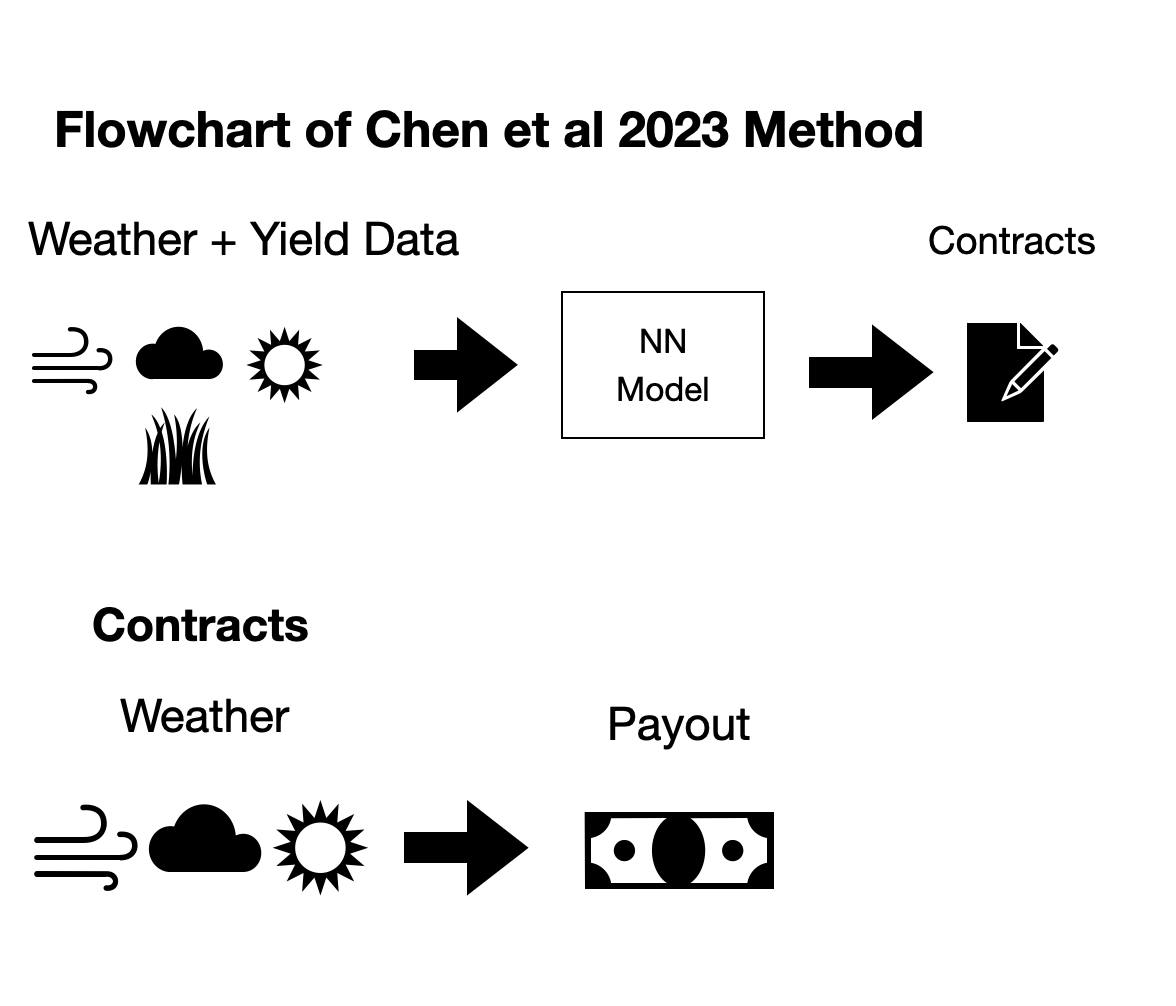 Flowchart of Chen et al 2023 Method
Weather + Yield Data
Contracts
NN
Model
Contracts
Weather
Payout